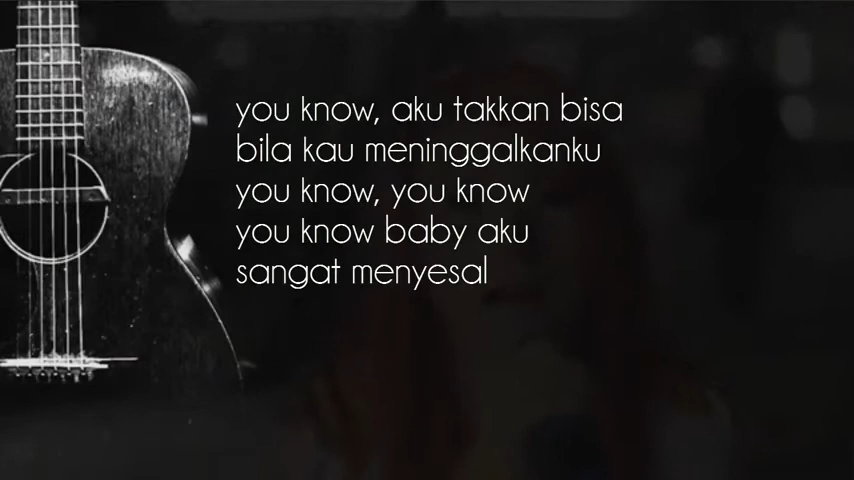 you know, aku takkan bisa
bila kau meninggalkanku
you know, you know
you know baby aku
sangat menyesal